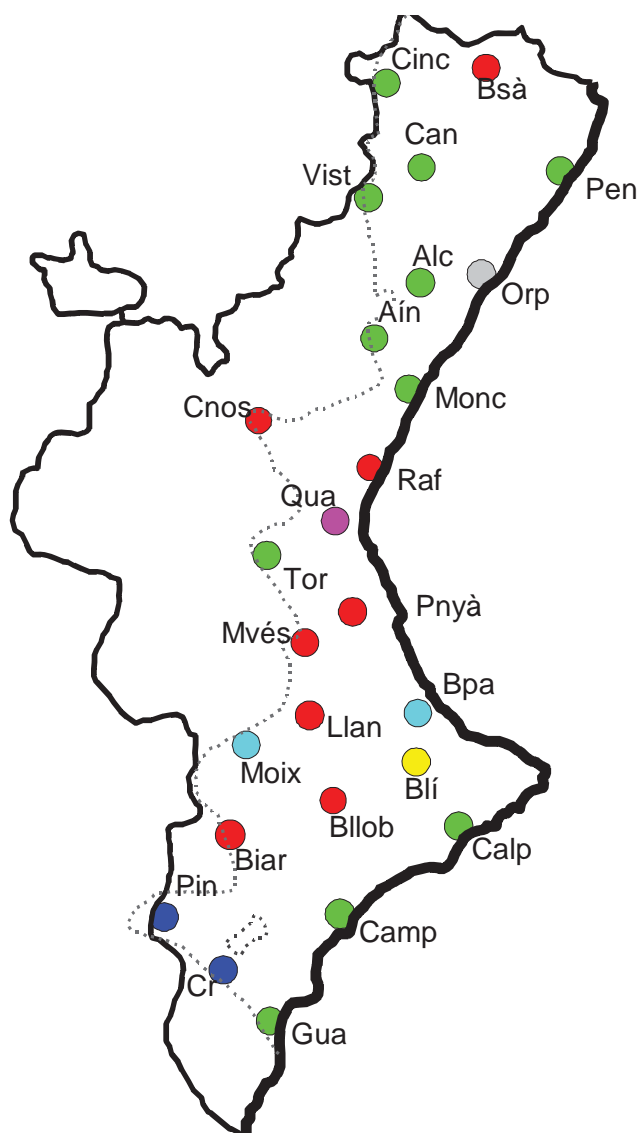 Cinc
Bsà
Can
Vist
Pen
Alc
Orp
Aín
Monc
Cnos
Raf
Qua
Tor
Pnyà
Mvés
Bpa
Llan
Moix
Blí
Bllob
Calp
Biar
Pin
Camp
Cr
Gua